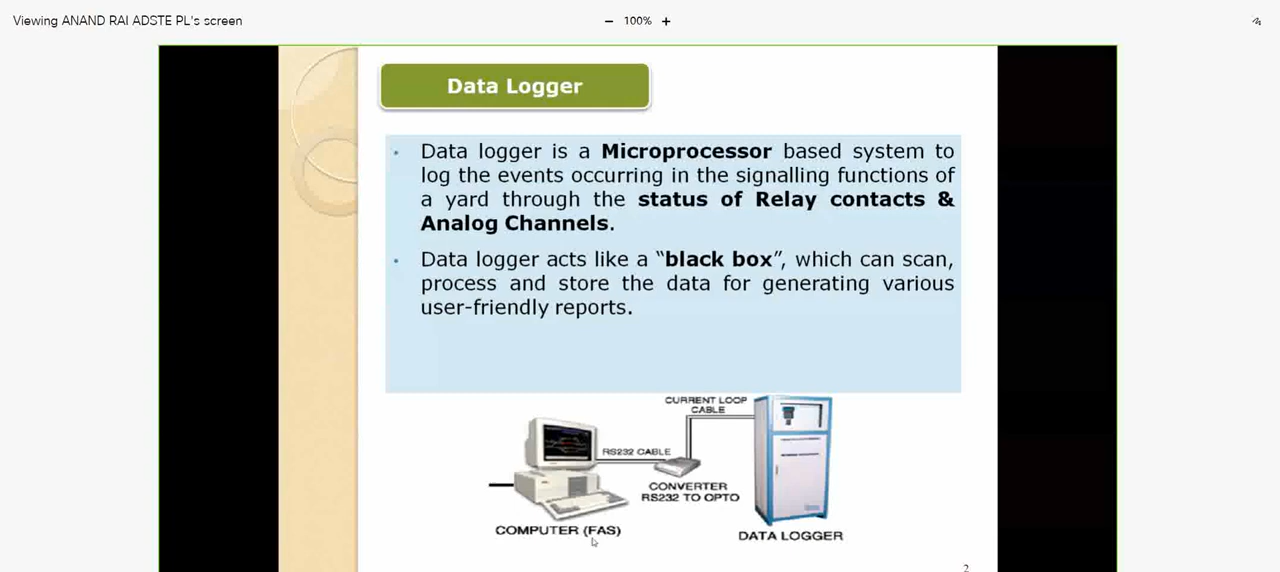 Viewing ANAND RAI ADSTE PL's screen
− 100% +
Data Logger
• Data logger is a Microprocessor based system to
log the events occurring in the signalling functions of
a yard through the status of Relay contacts &
Analog Channels.
• Data logger acts like a “black box”, which can scan,
process and store the data for generating various
user-friendly reports.
CURRENT LOOP
CABLE
RS232 CABLE
CONVERTER
RS232 TO OPTO
COMPUTER (FAS)
DATA LOGGER
2